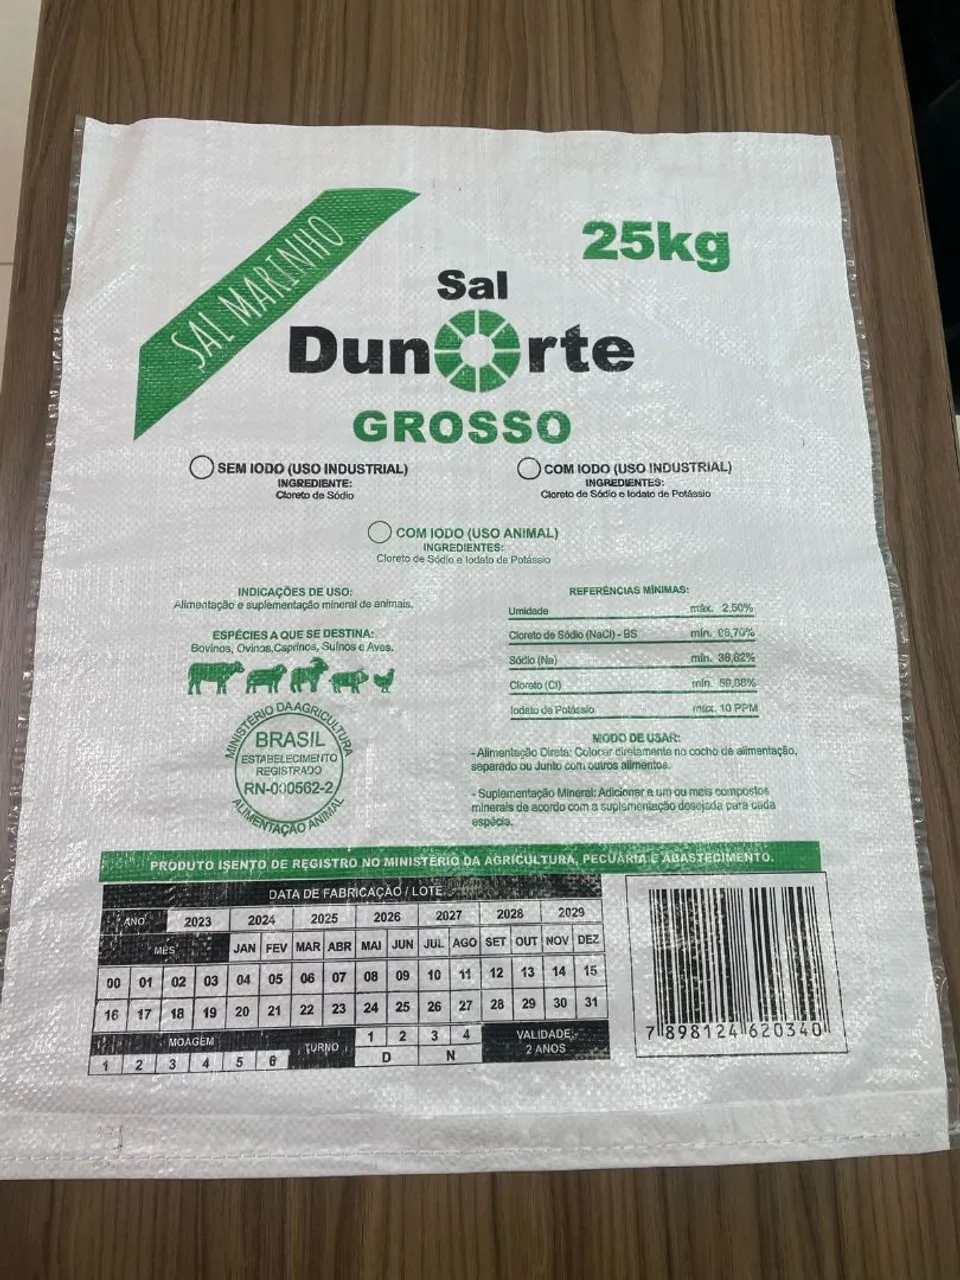 SAL MARINHO
25kg
Sal
DunOrte
GROSSO
SEM IODO (USO INDUSTRIAL)
INGREDIENTE:
Cloreto de Sódio
COM IODO (USO INDUSTRIAL)
INGREDIENTES:
Cloreto de Sódio e Iodato de Potássio
COM IODO (USO ANIMAL)
INGREDIENTES:
Cloreto de Sódio e Iodato de Potássio
INDICAÇÕES DE USO:
Alimentação e suplementação mineral de animais.
ESPÉCIES A QUE SE DESTINA:
Bovinos, Ovinos, Caprinos, Suínos e Aves.
MINISTÉRIO DA AGRICULTURA
BRASIL
ESTABELECIMENTO
REGISTRADO
RN-000562-2
ALIMENTAÇÃO ANIMAL
REFERÊNCIAS MÍNIMAS:
Umidade máx. 2,50%
Cloreto de Sódio (NaCl) - BS mín.
Sódio (Na) mín. 38,82%
Cloreto (Cl) mín.
Iodato de Potássio máx. 10 PPM
MODO DE USAR:
- Alimentação Direta: Colocar diretamente no cocho de alimentação,
separado ou Junto com outros alimentos.
- Suplementação Mineral: Adicionar a um ou mais compostos
minerais de acordo com a suplementação desejada para cada
espécie.
PRODUTO ISENTO DE REGISTRO NO MINISTÉRIO DA AGRICULTURA, PECUÁRIA E ABASTECIMENTO.
DATA DE FABRICAÇÃO / LOTE
ANO 2023 2024 2025 2026 2027 2028 2029
MÊS JAN FEV MAR ABR MAI JUN JUL AGO SET OUT NOV DEZ
00 01 02 03 04 05 06 07 08 09 10 11 12 13 14 15
16 17 18 19 20 21 22 23 24 25 26 27 28 29 30 31
MOAGEM
1 2 3 4 5 6
TURNO
1 2 3 4
D N
VALIDADE:
2 ANOS
7 898124 620340